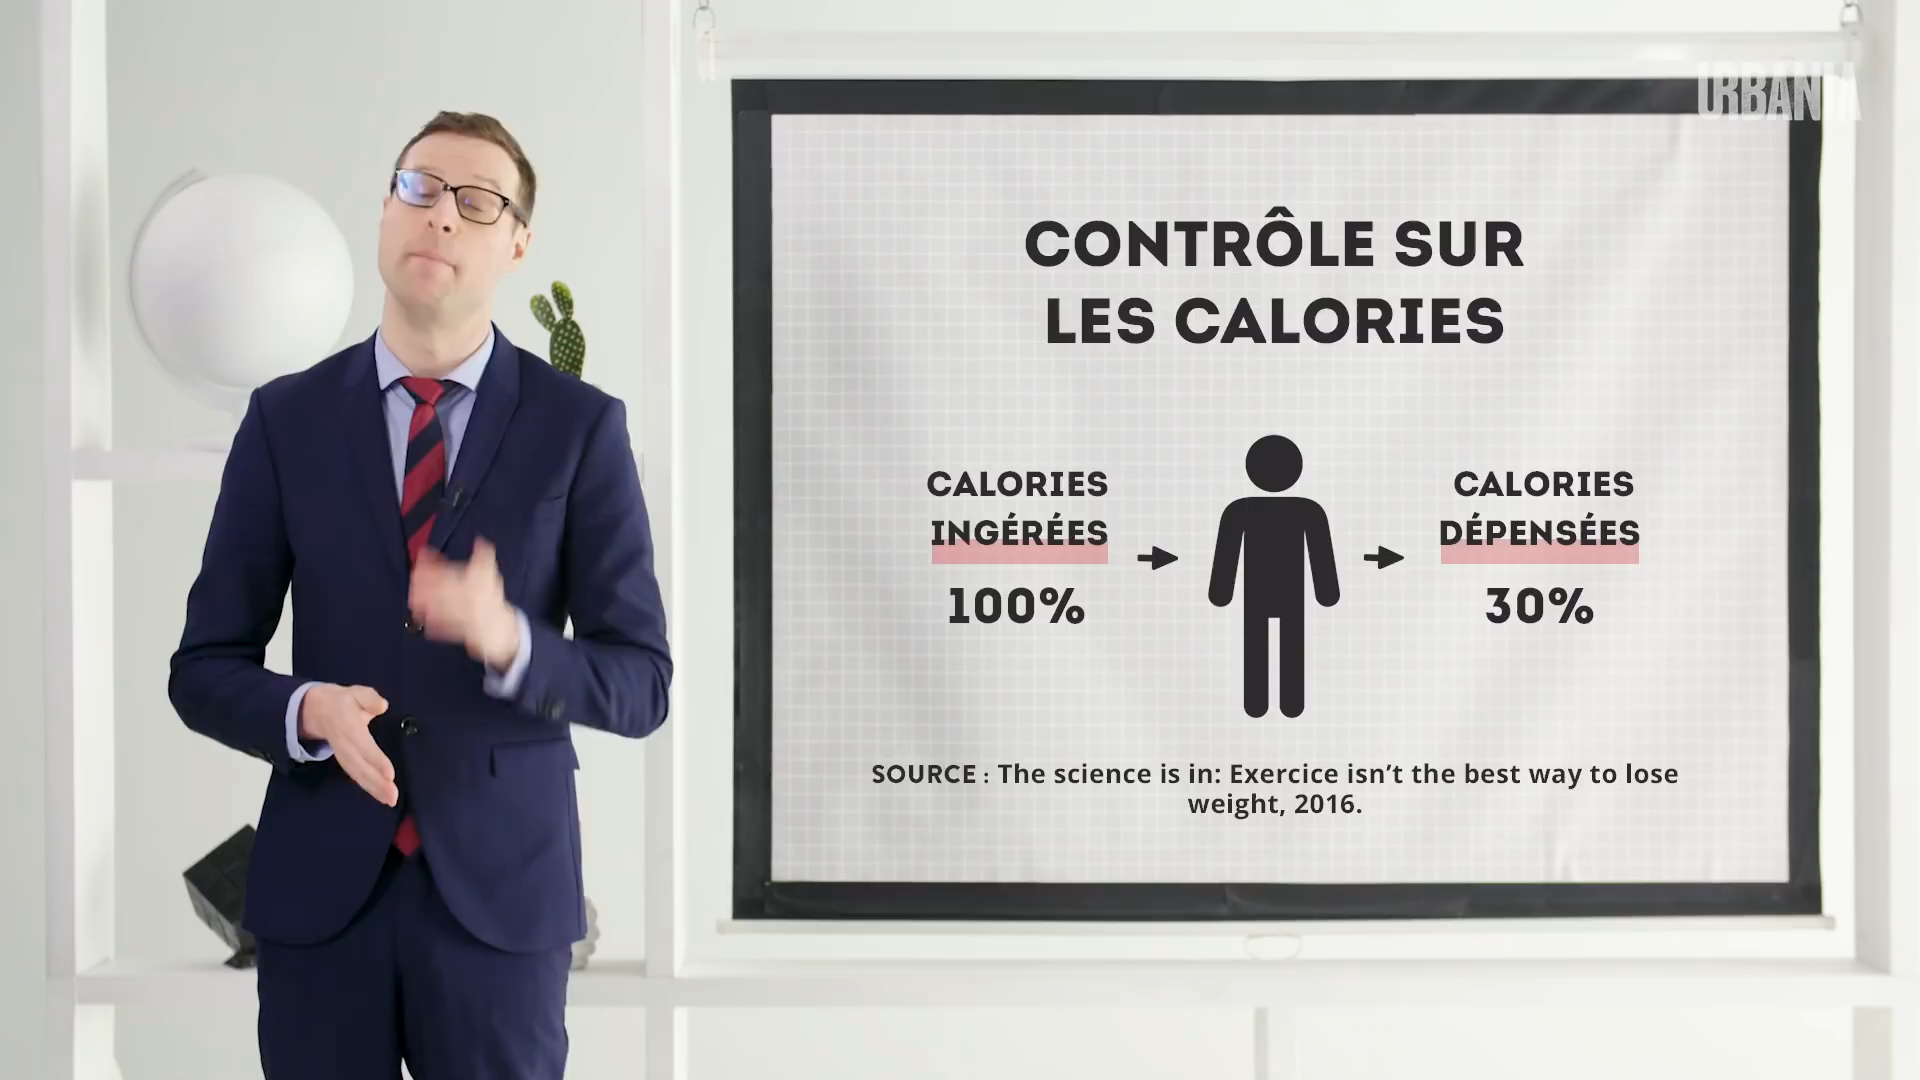 URBANIA
CONTRÔLE SUR
LES CALORIES
CALORIES
INGÉRÉES
100%
CALORIES
DÉPENSÉES
30%
SOURCE : The science is in: Exercice isn’t the best way to lose
weight, 2016.